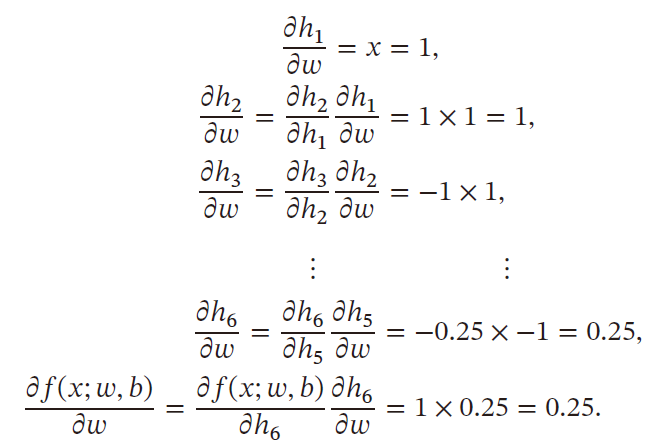 ∂h₁/∂w = x = 1,
∂h₂/∂w = ∂h₂/∂h₁ ∂h₁/∂w = 1 × 1 = 1,
∂h₃/∂w = ∂h₃/∂h₂ ∂h₂/∂w = −1 × 1,
⋮ ⋮
∂h₆/∂w = ∂h₆/∂h₅ ∂h₅/∂w = −0.25 × −1 = 0.25,
∂f(x; w, b)/∂w = ∂f(x; w, b)/∂h₆ ∂h₆/∂w = 1 × 0.25 = 0.25.